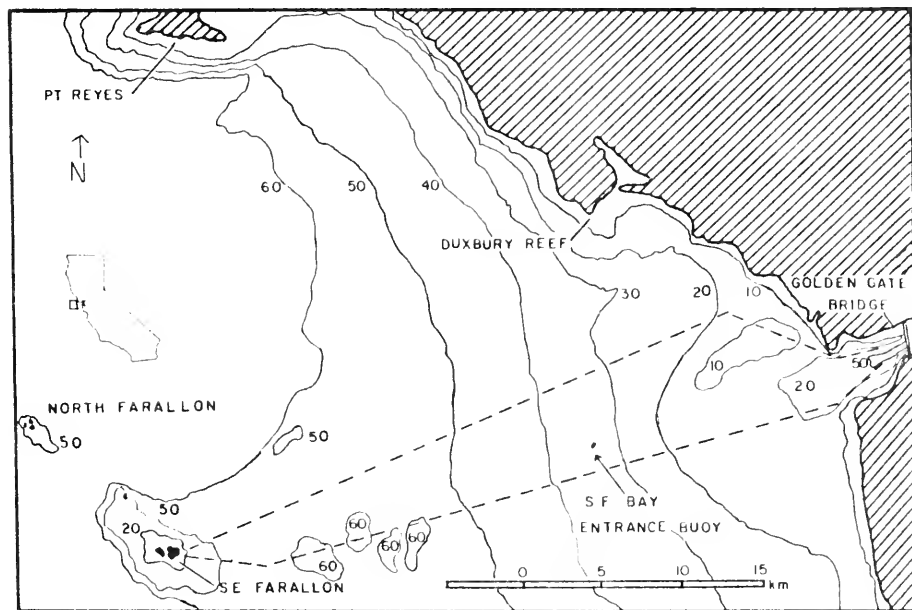 PT REYES
N
60
50
40
DUXBURY REEF
30
20
10
GOLDEN GATE
BRIDGE
10
50
20
NORTH FARALLON
50
50
50
20
60
60
60
60
S.F. BAY
ENTRANCE BUOY
SE FARALLON
0 5 10 15
km